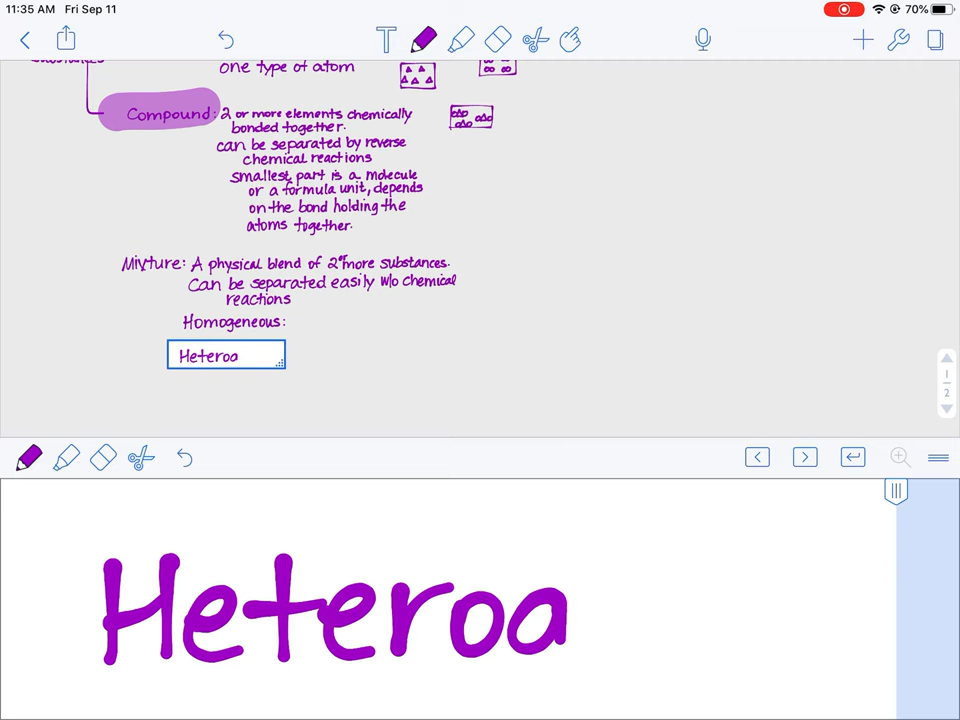 11:35 AM Fri Sep 11
70%
T
substances
one type of atom
Compound: 2 or more elements chemically
bonded together.
can be separated by reverse
chemical reactions
smallest part is a molecule
or a formula unit, depends
on the bond holding the
atoms together.
Mixture: A physical blend of 2 or more substances.
Can be separated easily w/o chemical
reactions
Homogeneous:
Heteroa
1
2
Heteroa